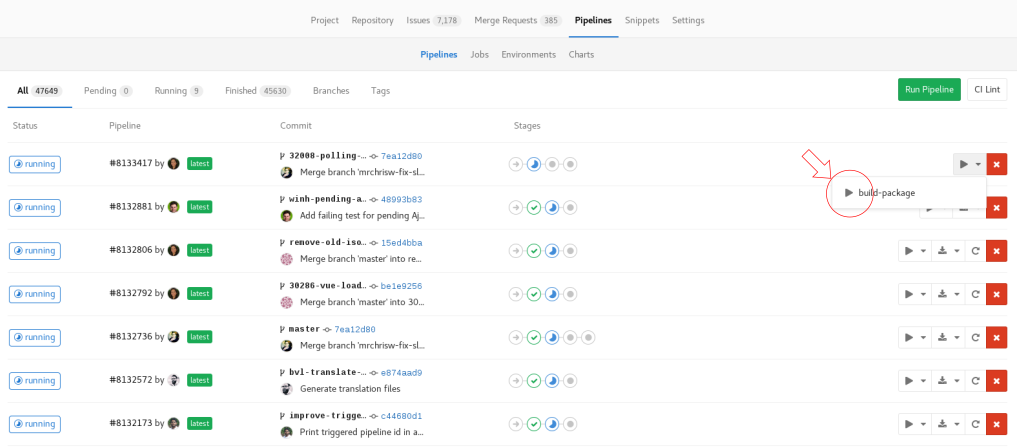 Project Repository Issues 7,178 Merge Requests 385 Pipelines Snippets Settings
Pipelines Jobs Environments Charts
All 47649 Pending 0 Running 9 Finished 45630 Branches Tags Run Pipeline CI Lint
Status Pipeline Commit Stages
running #8133417 by latest 32008-polling-... 7ea12d80
Merge branch 'mrchrisw-fix-sl...
build-package
running #8132881 by latest winh-pending-a... 48993b83
Add failing test for pending Aj...
running #8132806 by latest remove-old-iso... 15ed4bba
Merge branch 'master' into re...
running #8132792 by latest 30286-vue-load... be1e9256
Merge branch 'master' into 30...
running #8132736 by latest master 7ea12d80
Merge branch 'mrchrisw-fix-sl...
running #8132572 by latest bvl-translate-... e874aad9
Generate translation files
running #8132173 by latest improve-trigge... c44680d1
Print triggered pipeline id in a...